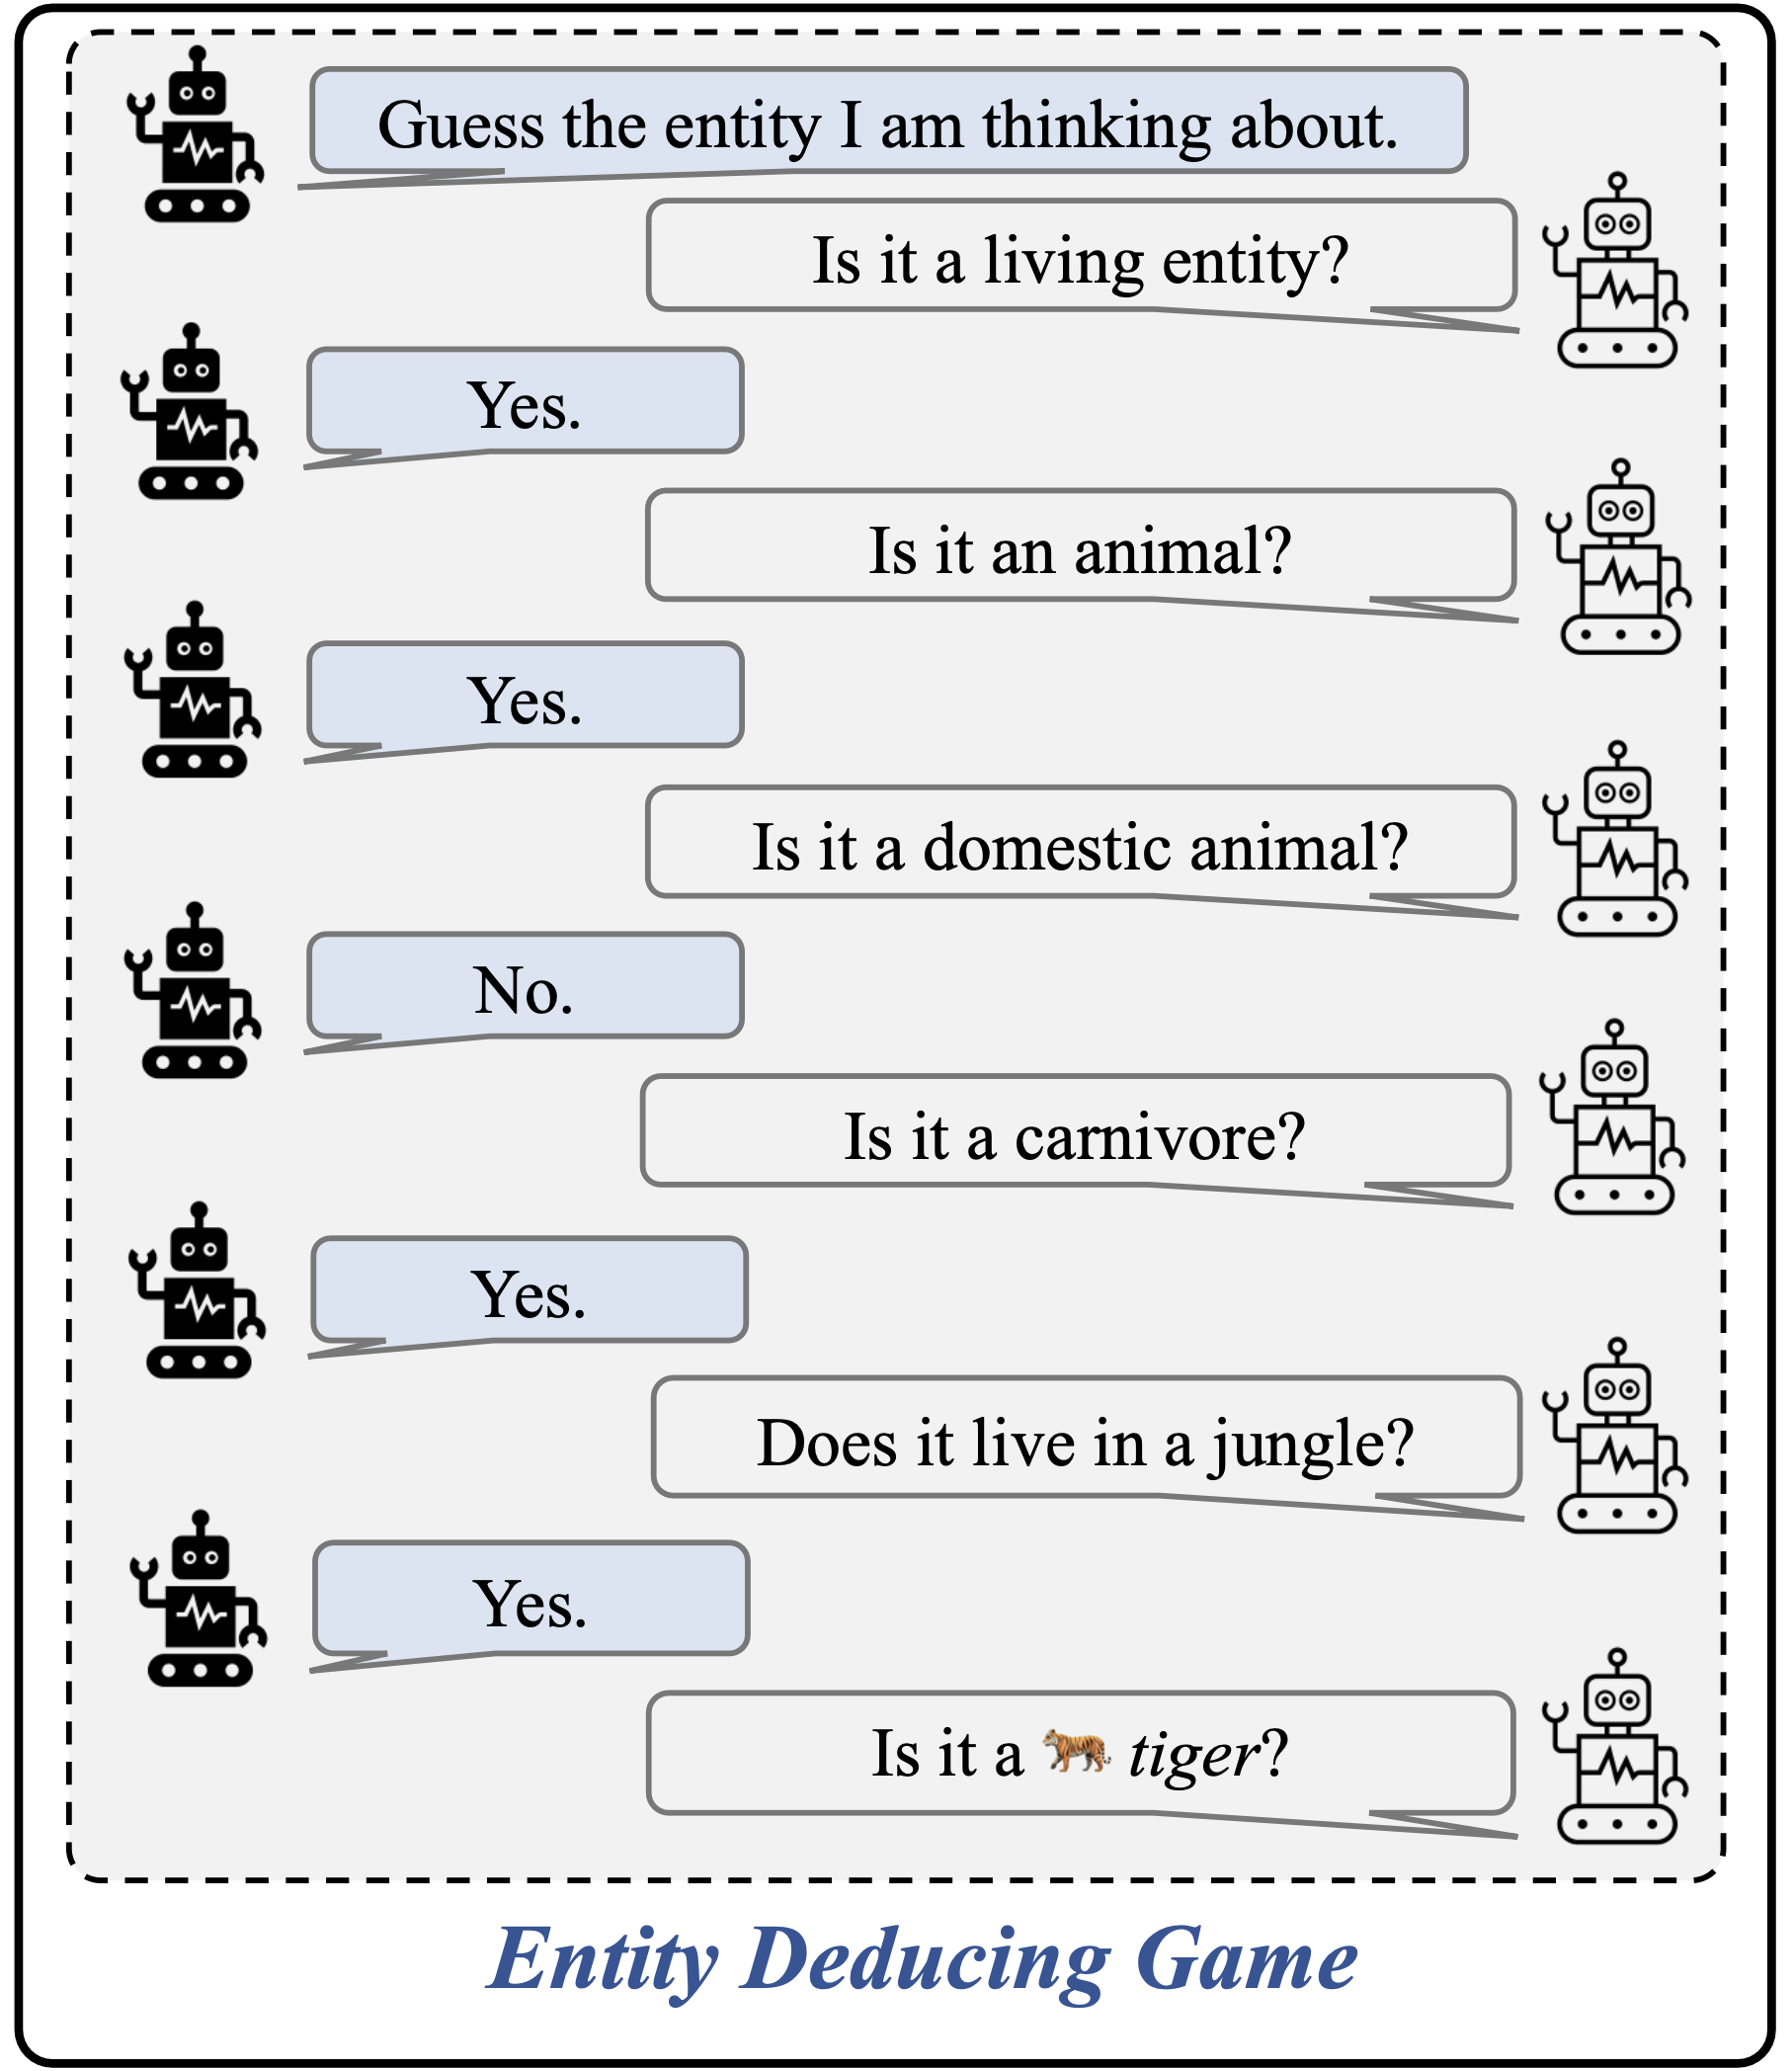 Guess the entity I am thinking about.
Is it a living entity?
Yes.
Is it an animal?
Yes.
Is it a domestic animal?
No.
Is it a carnivore?
Yes.
Does it live in a jungle?
Yes.
Is it a tiger?
Entity Deducing Game